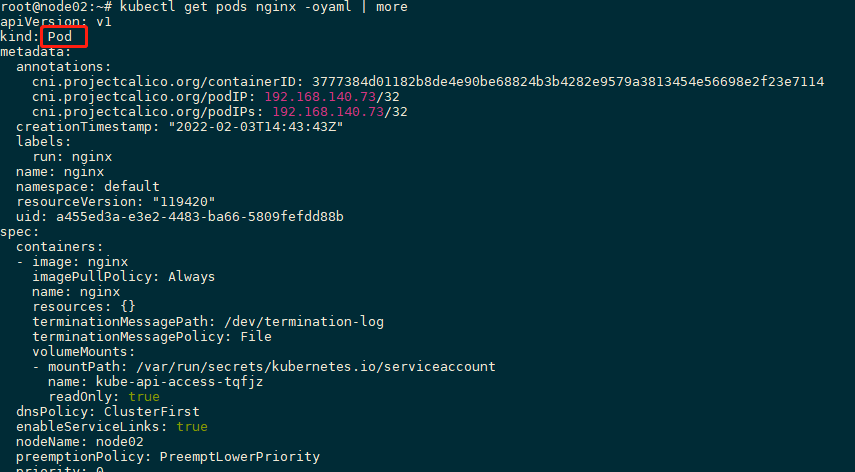 root@node02:~# kubectl get pods nginx -oyaml | more
apiVersion: v1
kind: Pod
metadata:
  annotations:
    cni.projectcalico.org/containerID: 3777384d01182b8de4e90be68824b3b4282e9579a3813454e56698e2f23e7114
    cni.projectcalico.org/podIP: 192.168.140.73/32
    cni.projectcalico.org/podIPs: 192.168.140.73/32
  creationTimestamp: "2022-02-03T14:43:43Z"
  labels:
    run: nginx
  name: nginx
  namespace: default
  resourceVersion: "119420"
  uid: a455ed3a-e3e2-4483-ba66-5809fefdd88b
spec:
  containers:
  - image: nginx
    imagePullPolicy: Always
    name: nginx
    resources: {}
    terminationMessagePath: /dev/termination-log
    terminationMessagePolicy: File
    volumeMounts:
    - mountPath: /var/run/secrets/kubernetes.io/serviceaccount
      name: kube-api-access-tqfjz
      readOnly: true
  dnsPolicy: ClusterFirst
  enableServiceLinks: true
  nodeName: node02
  preemptionPolicy: PreemptLowerPriority
  priority: 0